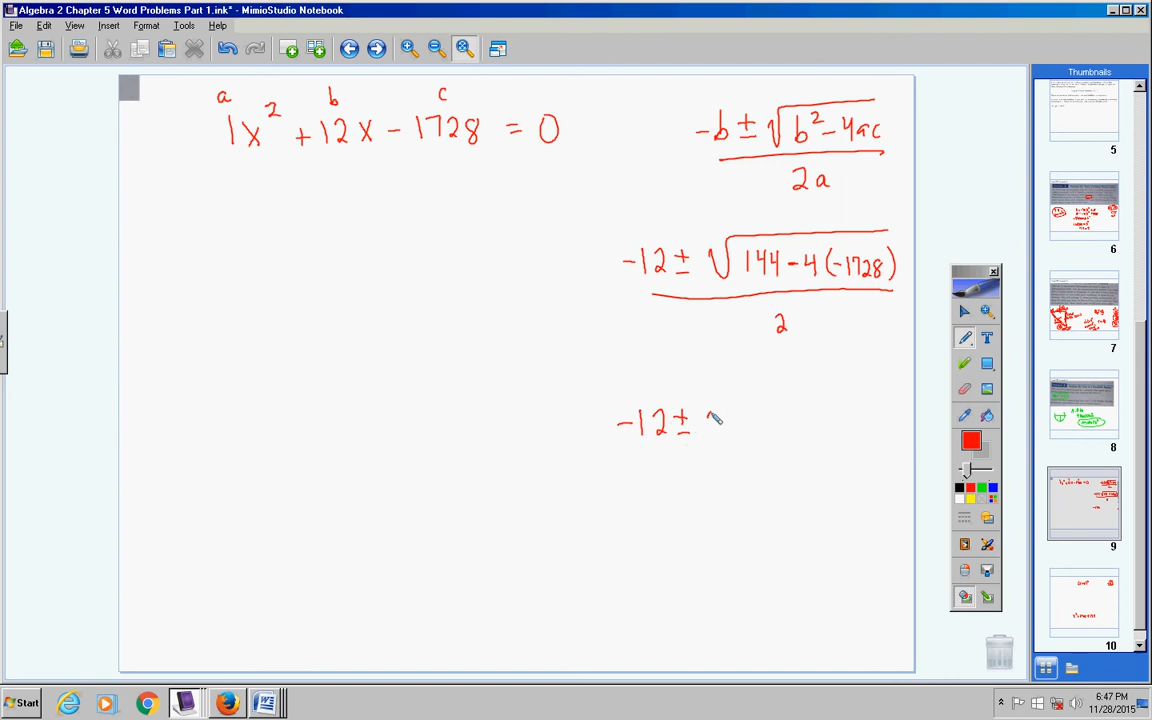 Algebra 2 Chapter 5 Word Problems Part 1.ink* - MimioStudio Notebook
File Edit View Insert Format Tools Help
Thumbnails
a b c
1x² + 12x - 1728 = 0
-b ± √b² - 4ac
2a
-12 ± √144 - 4(-1728)
2
-12 ±
5
6
7
8
9
10
T
Start
6:47 PM
11/28/2015